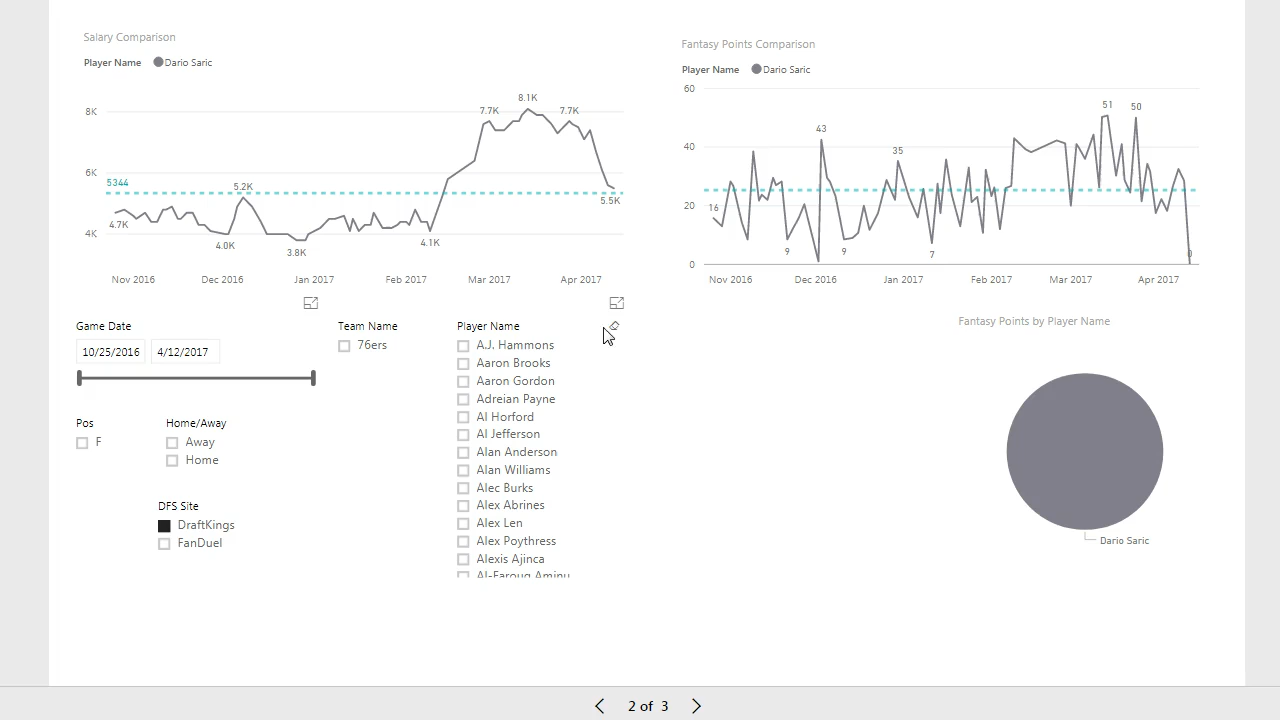 Salary Comparison
Player Name Dario Saric
8K
6K
4K
5344
4.7K
4.0K
5.2K
3.8K
4.1K
7.7K
8.1K
7.7K
5.5K
Nov 2016 Dec 2016 Jan 2017 Feb 2017 Mar 2017 Apr 2017
Fantasy Points Comparison
Player Name Dario Saric
60
40
20
0
16
9
43
9
35
7
51
50
0
Nov 2016 Dec 2016 Jan 2017 Feb 2017 Mar 2017 Apr 2017
Game Date
10/25/2016 4/12/2017
Pos
F
Home/Away
Away
Home
DFS Site
DraftKings
FanDuel
Team Name
76ers
Player Name
A.J. Hammons
Aaron Brooks
Aaron Gordon
Adreian Payne
Al Horford
Al Jefferson
Alan Anderson
Alan Williams
Alec Burks
Alex Abrines
Alex Len
Alex Poythress
Alexis Ajinca
Al-Farouq Aminu
Fantasy Points by Player Name
Dario Saric
2 of 3